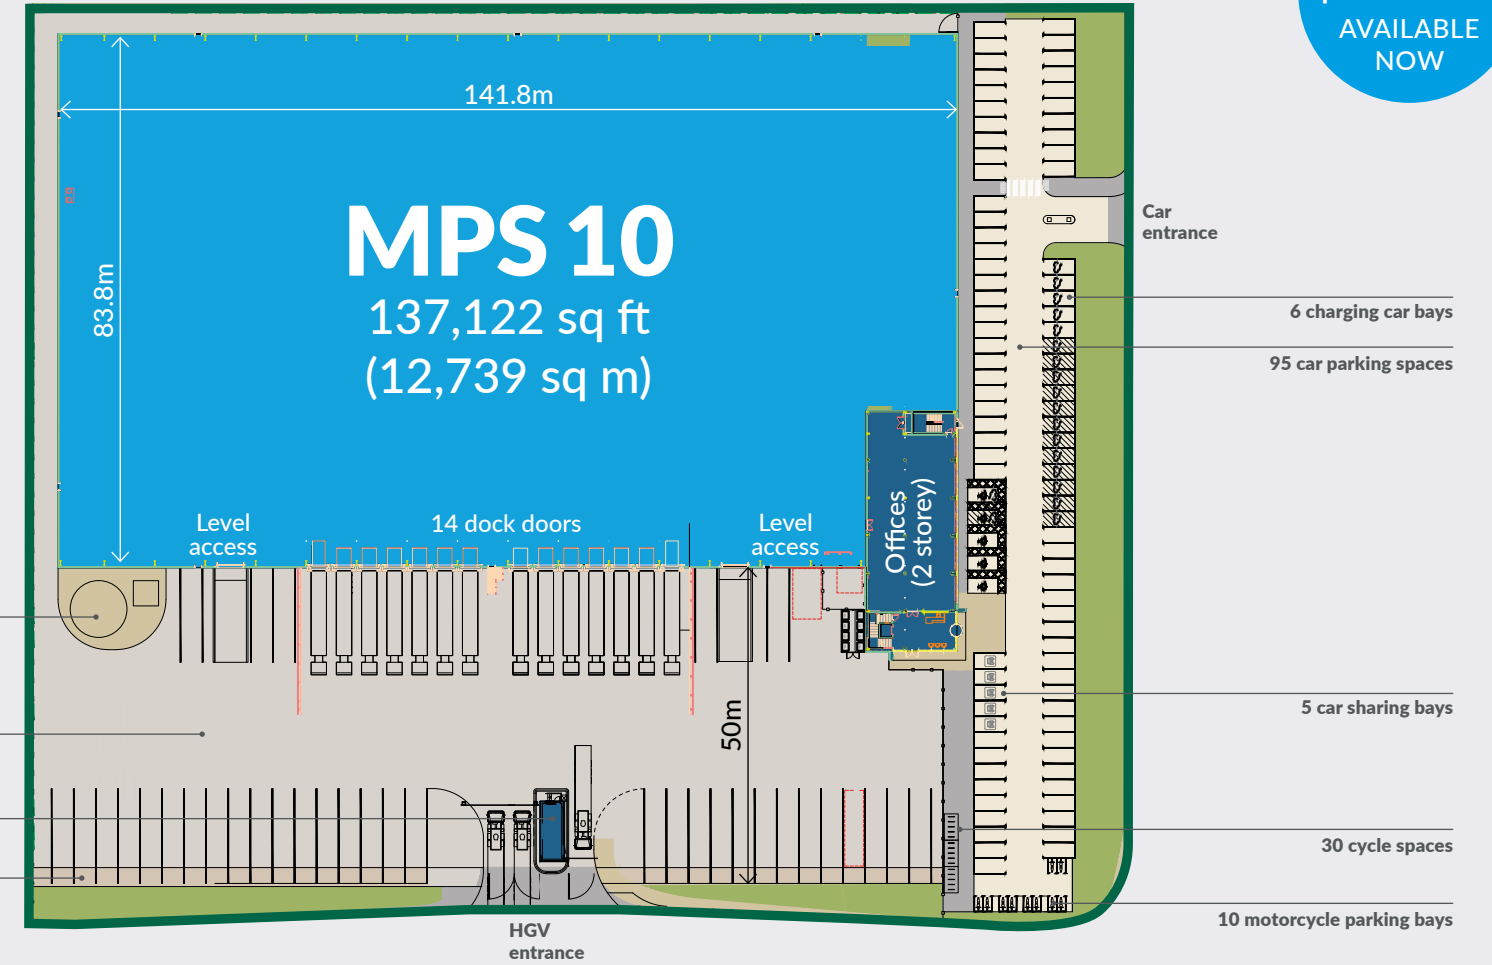 AVAILABLE
NOW
141.8m
83.8m
MPS 10
137,122 sq ft
(12,739 sq m)
Car
entrance
6 charging car bays
95 car parking spaces
Level
access
14 dock doors
Level
access
Offices
(2 storey)
50m
5 car sharing bays
30 cycle spaces
10 motorcycle parking bays
HGV
entrance